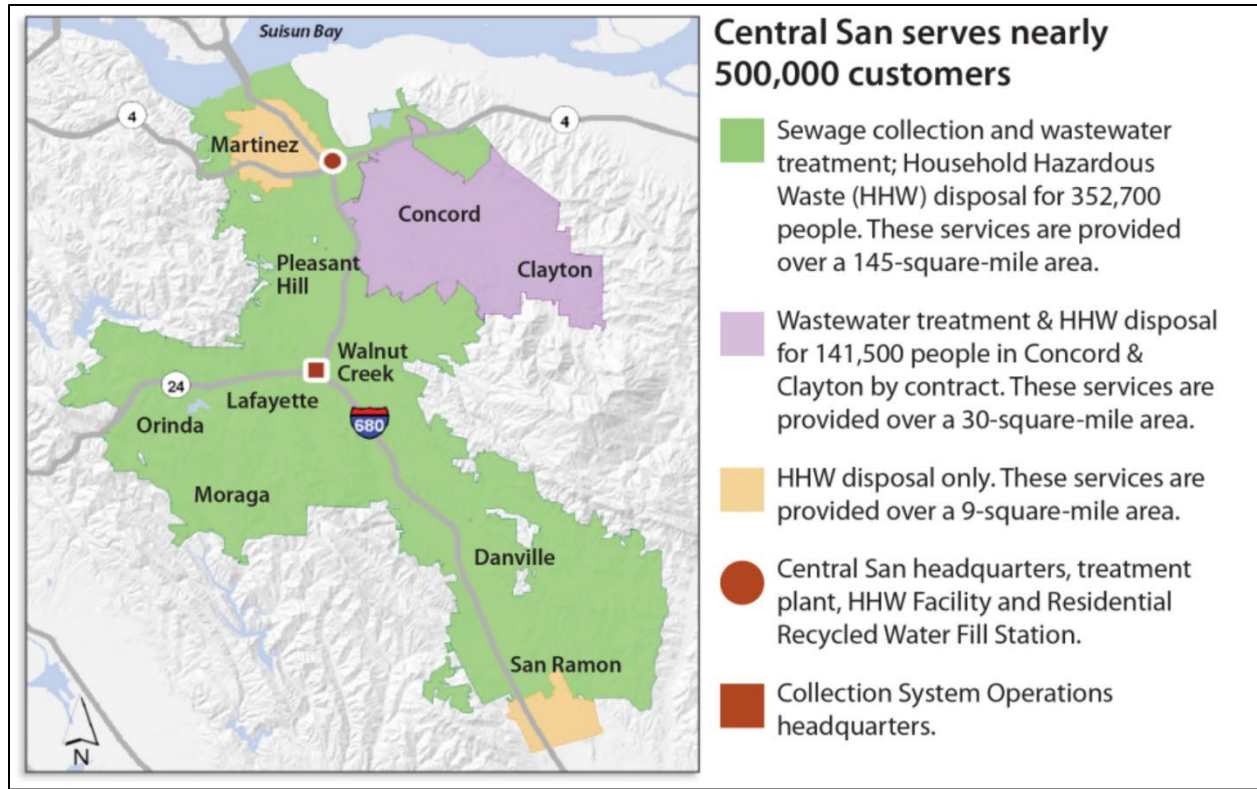 Suisun Bay
4
4
Martinez
Concord
Clayton
Pleasant
Hill
Walnut
Creek
24
Lafayette
Orinda
680
Moraga
Danville
San Ramon
N
Central San serves nearly
500,000 customers
Sewage collection and wastewater
treatment; Household Hazardous
Waste (HHW) disposal for 352,700
people. These services are provided
over a 145-square-mile area.
Wastewater treatment & HHW disposal
for 141,500 people in Concord &
Clayton by contract. These services are
provided over a 30-square-mile area.
HHW disposal only. These services are
provided over a 9-square-mile area.
Central San headquarters, treatment
plant, HHW Facility and Residential
Recycled Water Fill Station.
Collection System Operations
headquarters.